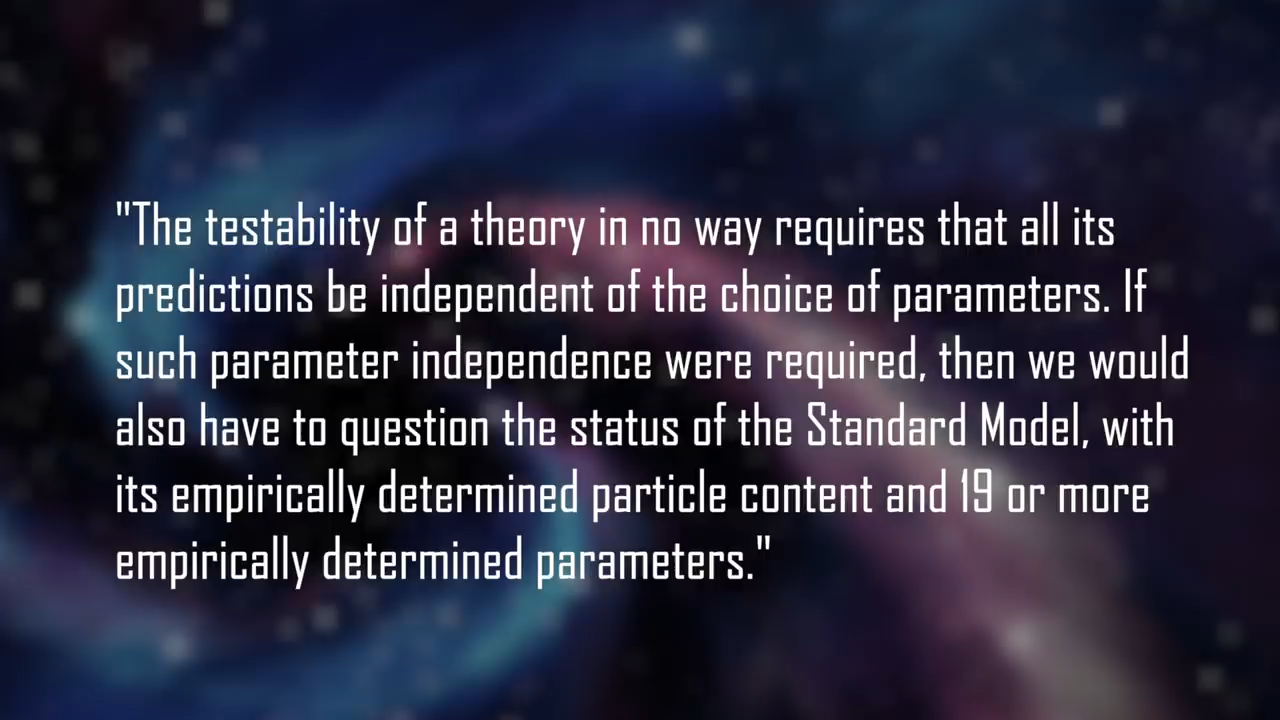 "The testability of a theory in no way requires that all its
predictions be independent of the choice of parameters. If
such parameter independence were required, then we would
also have to question the status of the Standard Model, with
its empirically determined particle content and 19 or more
empirically determined parameters."